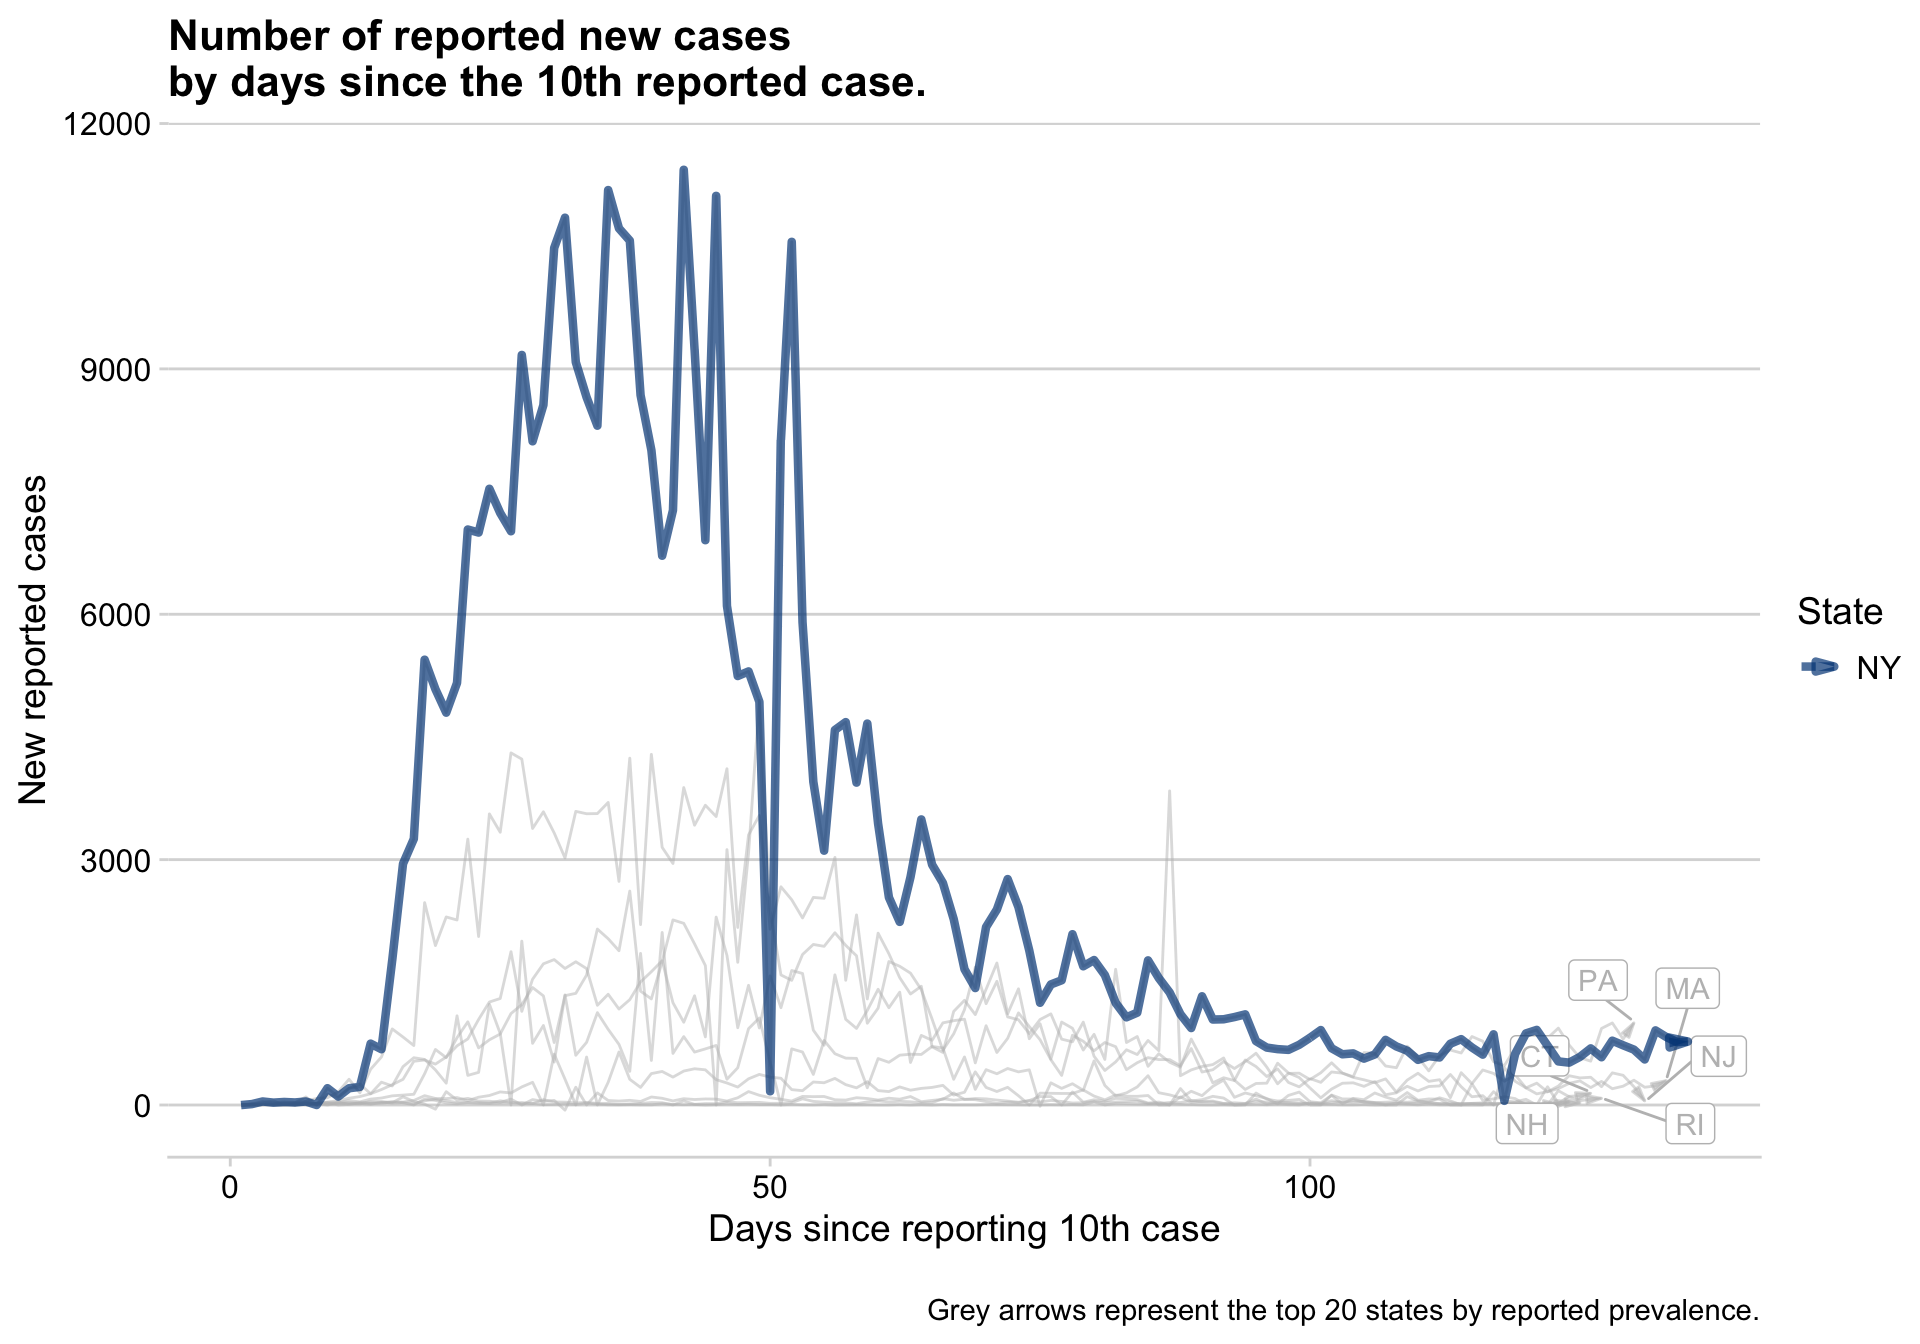 Number of reported new cases
by days since the 10th reported case.
12000
9000
6000
3000
0
New reported cases
State
NY
PA
MA
CT
NJ
NH
RI
0
50
100
Days since reporting 10th case
Grey arrows represent the top 20 states by reported prevalence.